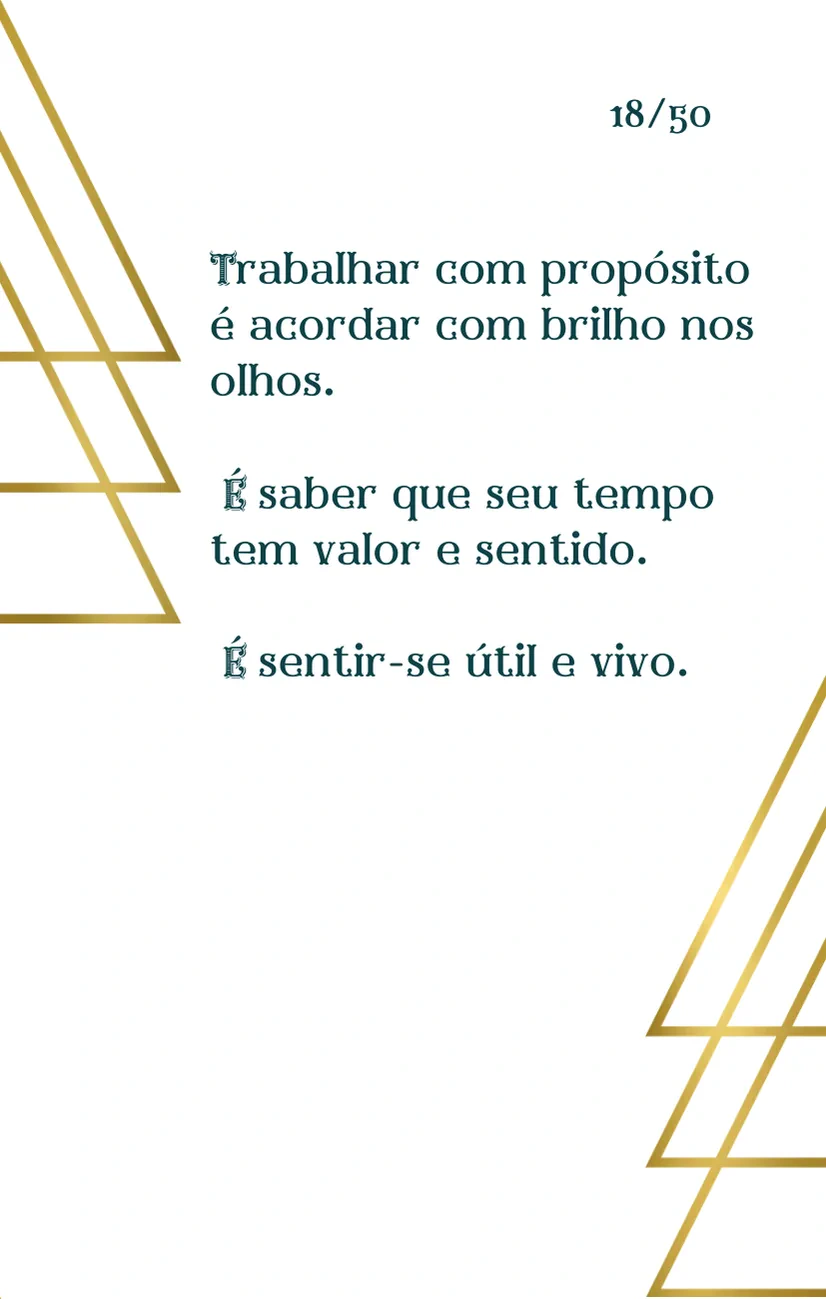 18/50
Trabalhar com propósito
é acordar com brilho nos
olhos.
É saber que seu tempo
tem valor e sentido.
É sentir-se útil e vivo.